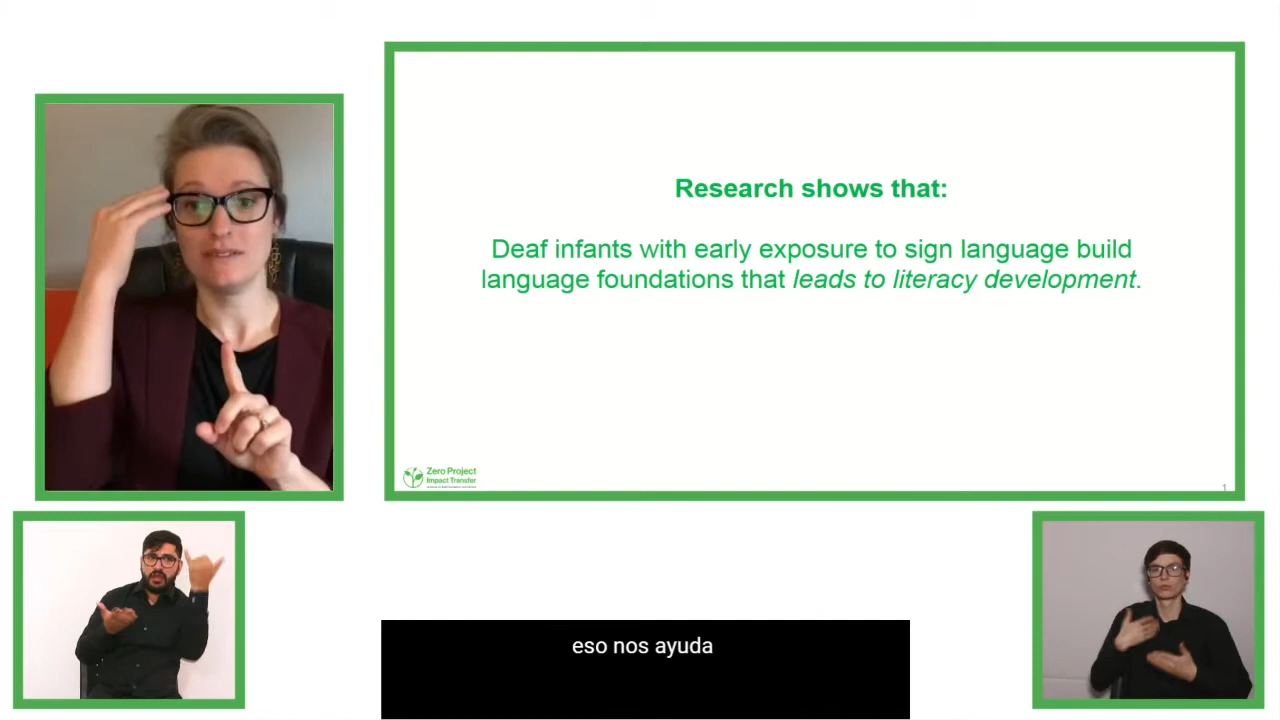 Research shows that:
Deaf infants with early exposure to sign language build
language foundations that leads to literacy development.
Zero Project
Impact Transfer
1
eso nos ayuda